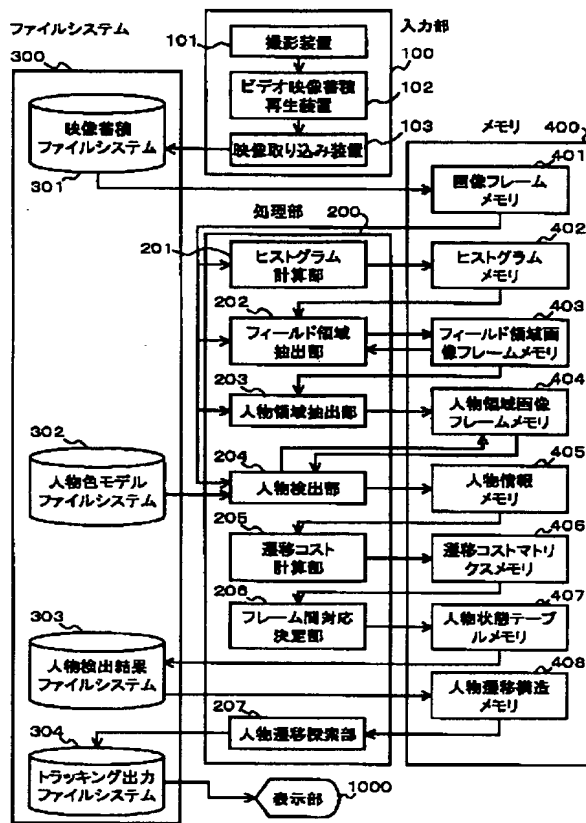 ファイルシステム
300
101
撮影装置
入力部
100
ビデオ映像蓄積
再生装置
102
103
映像取り込み装置
映像蓄積
ファイルシステム
301
メモリ
400
401
画像フレーム
メモリ
処理部
200
201
ヒストグラム
計算部
402
ヒストグラム
メモリ
202
フィールド領域
抽出部
403
フィールド領域画
像フレームメモリ
203
人物領域抽出部
404
人物領域画像
フレームメモリ
302
人物色モデル
ファイルシステム
204
人物検出部
405
人物情報
メモリ
205
遷移コスト
計算部
406
遷移コストマトリ
クスメモリ
206
フレーム間対応
決定部
407
人物状態テーブ
ルメモリ
303
人物検出結果
ファイルシステム
408
人物遷移構造
メモリ
207
人物遷移探索部
304
トラッキング出力
ファイルシステム
表示部
1000